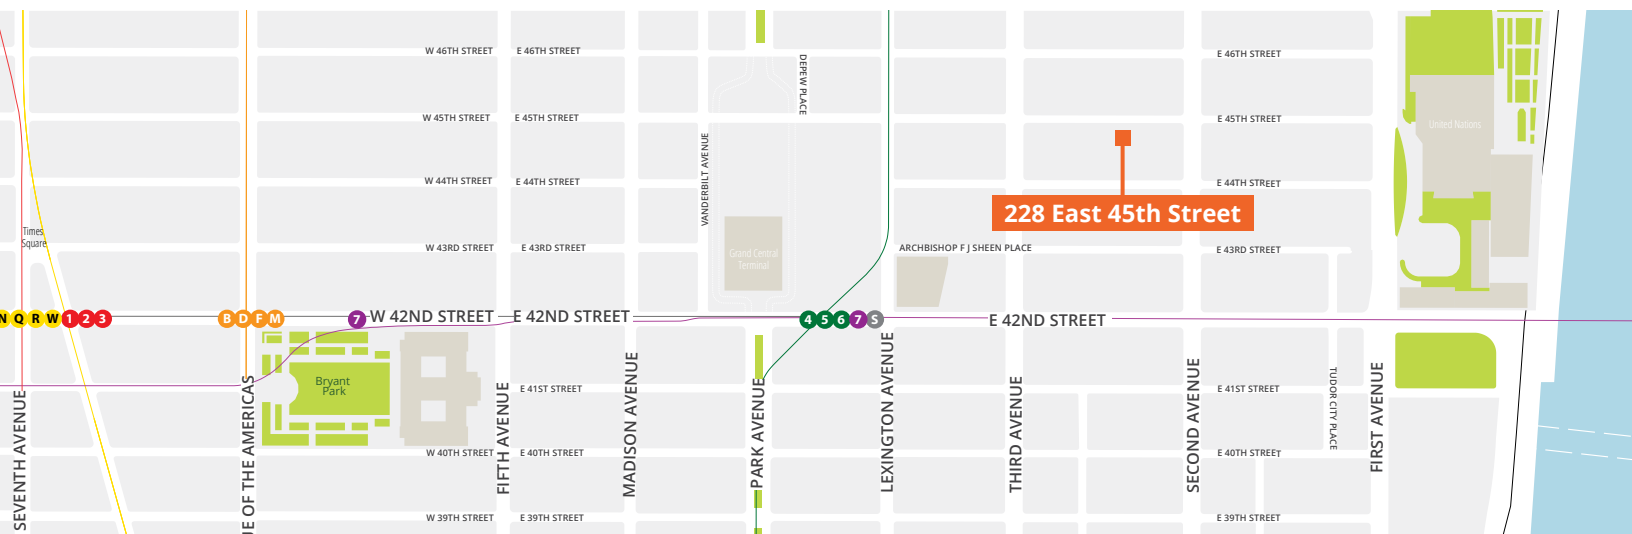 W 46TH STREET
E 46TH STREET
E 46TH STREET
DEPEW PLACE
W 45TH STREET
E 45TH STREET
E 45TH STREET
United Nations
VANDERBILT AVENUE
W 44TH STREET
E 44TH STREET
E 44TH STREET
228 East 45th Street
Times
Square
W 43RD STREET
E 43RD STREET
Grand Central
Terminal
ARCHBISHOP F J SHEEN PLACE
E 43RD STREET
N Q R W 1 2 3
B D F M
7
W 42ND STREET
E 42ND STREET
4 5 6 7 S
E 42ND STREET
Bryant
Park
E 41ST STREET
E 41ST STREET
SEVENTH AVENUE
UE OF THE AMERICAS
FIFTH AVENUE
MADISON AVENUE
PARK AVENUE
LEXINGTON AVENUE
THIRD AVENUE
SECOND AVENUE
TUDOR CITY PLACE
FIRST AVENUE
W 40TH STREET
E 40TH STREET
E 40TH STREET
W 39TH STREET
E 39TH STREET
E 39TH STREET